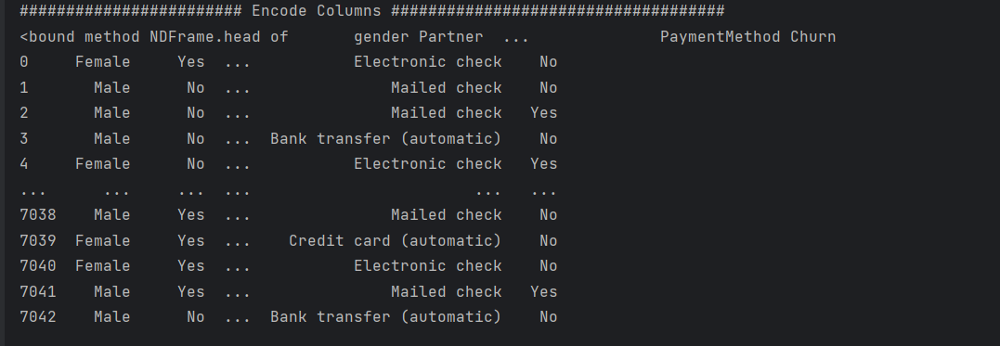 ######################## Encode Columns ####################################
<bound method NDFrame.head of       gender Partner  ...              PaymentMethod Churn
0     Female     Yes  ...           Electronic check    No
1       Male      No  ...               Mailed check    No
2       Male      No  ...               Mailed check   Yes
3       Male      No  ...  Bank transfer (automatic)    No
4     Female      No  ...           Electronic check   Yes
...      ...     ...  ...                        ...   ...
7038    Male     Yes  ...               Mailed check    No
7039  Female     Yes  ...    Credit card (automatic)    No
7040  Female     Yes  ...           Electronic check    No
7041    Male     Yes  ...               Mailed check   Yes
7042    Male      No  ...  Bank transfer (automatic)    No